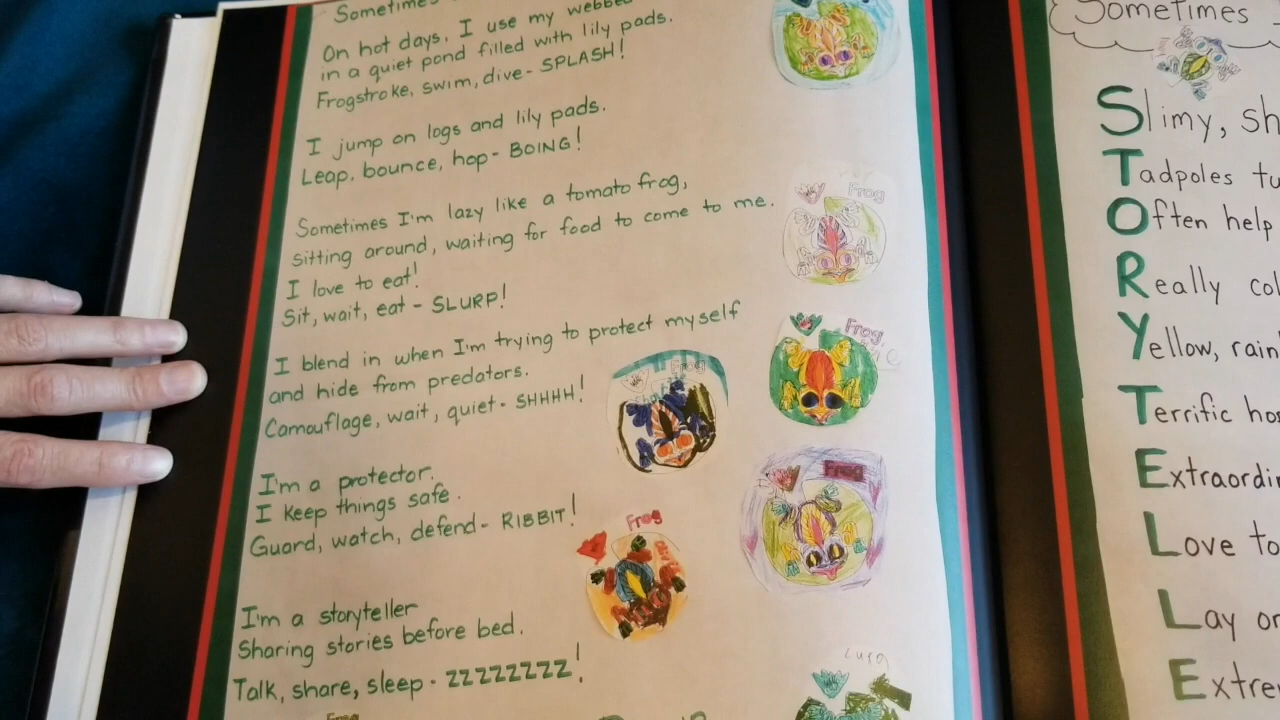 Sometimes
On hot days, I use my webbed
in a quiet pond filled with lily pads.
Frogstroke, swim, dive - SPLASH!
I jump on logs and lily pads.
Leap, bounce, hop - BOING!
Sometimes I'm lazy like a tomato frog,
sitting around, waiting for food to come to me.
I love to eat!
Sit, wait, eat - SLURP!
I blend in when I'm trying to protect myself
and hide from predators.
Camouflage, wait, quiet - SHHHH!
I'm a protector.
I keep things safe.
Guard, watch, defend - RIBBIT!
I'm a storyteller
Sharing stories before bed.
Talk, share, sleep - ZZZZZZZZ!
Frog
Frog
Frog
Frog
Frog
Frog
Sometimes I
Slimy, sh
Tadpoles tu
Often help
Really col
Yellow, rain
Terrific ho
Extraordi
Love to
Lay o
Extre